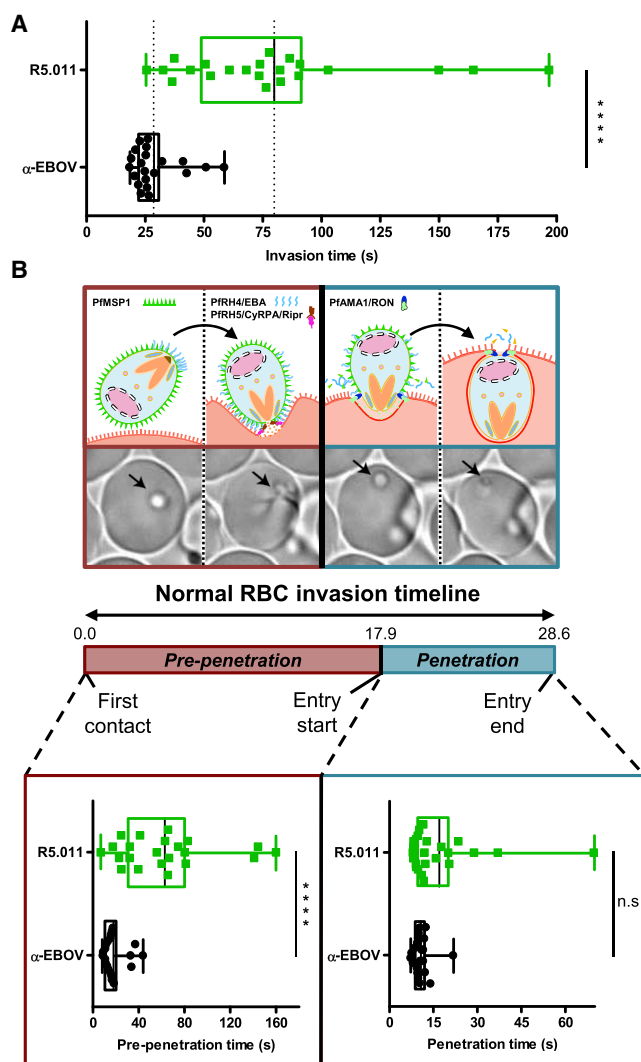 A
R5.011
α-EBOV
****
0 25 50 75 100 125 150 175 200
Invasion time (s)
B
PfMSP1
PfRH4/EBA
PfRH5/CyRPA/Ripr
PfAMA1/RON
Normal RBC invasion timeline
0.0 17.9 28.6
Pre-penetration Penetration
First contact
Entry start
Entry end
R5.011
α-EBOV
****
0 40 80 120 160
Pre-penetration time (s)
R5.011
α-EBOV
n.s
0 15 30 45 60
Penetration time (s)